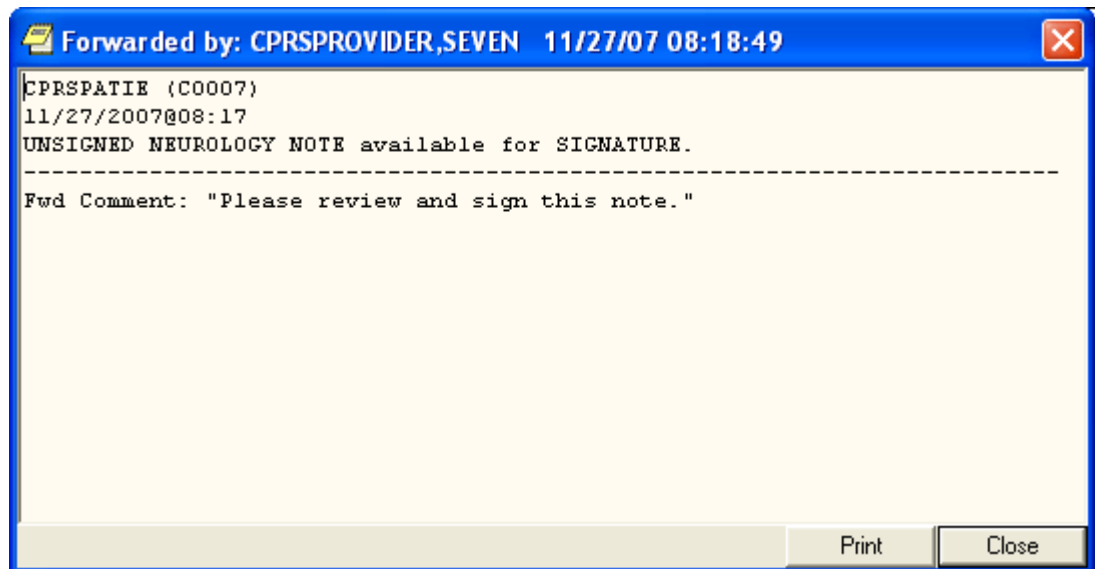 Forwarded by: CPRSPROVIDER,SEVEN 11/27/07 08:18:49
CPRSPATIE (C0007)
11/27/2007@08:17
UNSIGNED NEUROLOGY NOTE available for SIGNATURE.
--------------------------------------------------------------------------
Fwd Comment: "Please review and sign this note."
Print Close